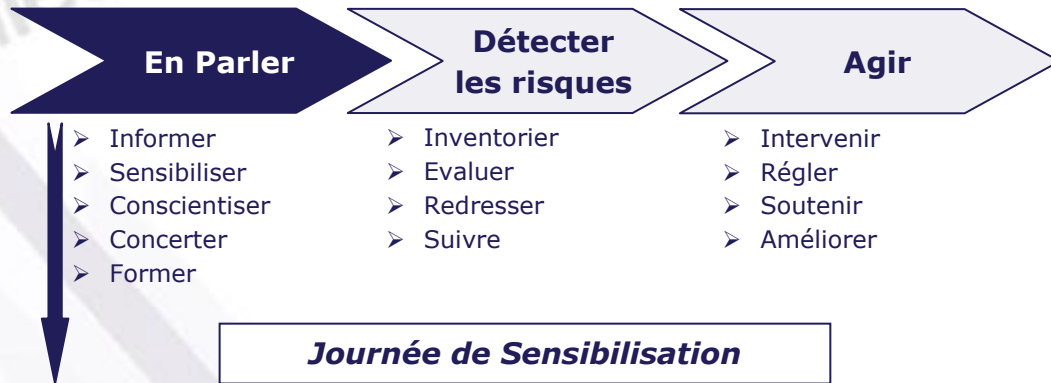 En Parler
Détecter
les risques
Agir
➢ Informer
➢ Sensibiliser
➢ Conscientiser
➢ Concerter
➢ Former
➢ Inventorier
➢ Evaluer
➢ Redresser
➢ Suivre
➢ Intervenir
➢ Régler
➢ Soutenir
➢ Améliorer
Journée de Sensibilisation